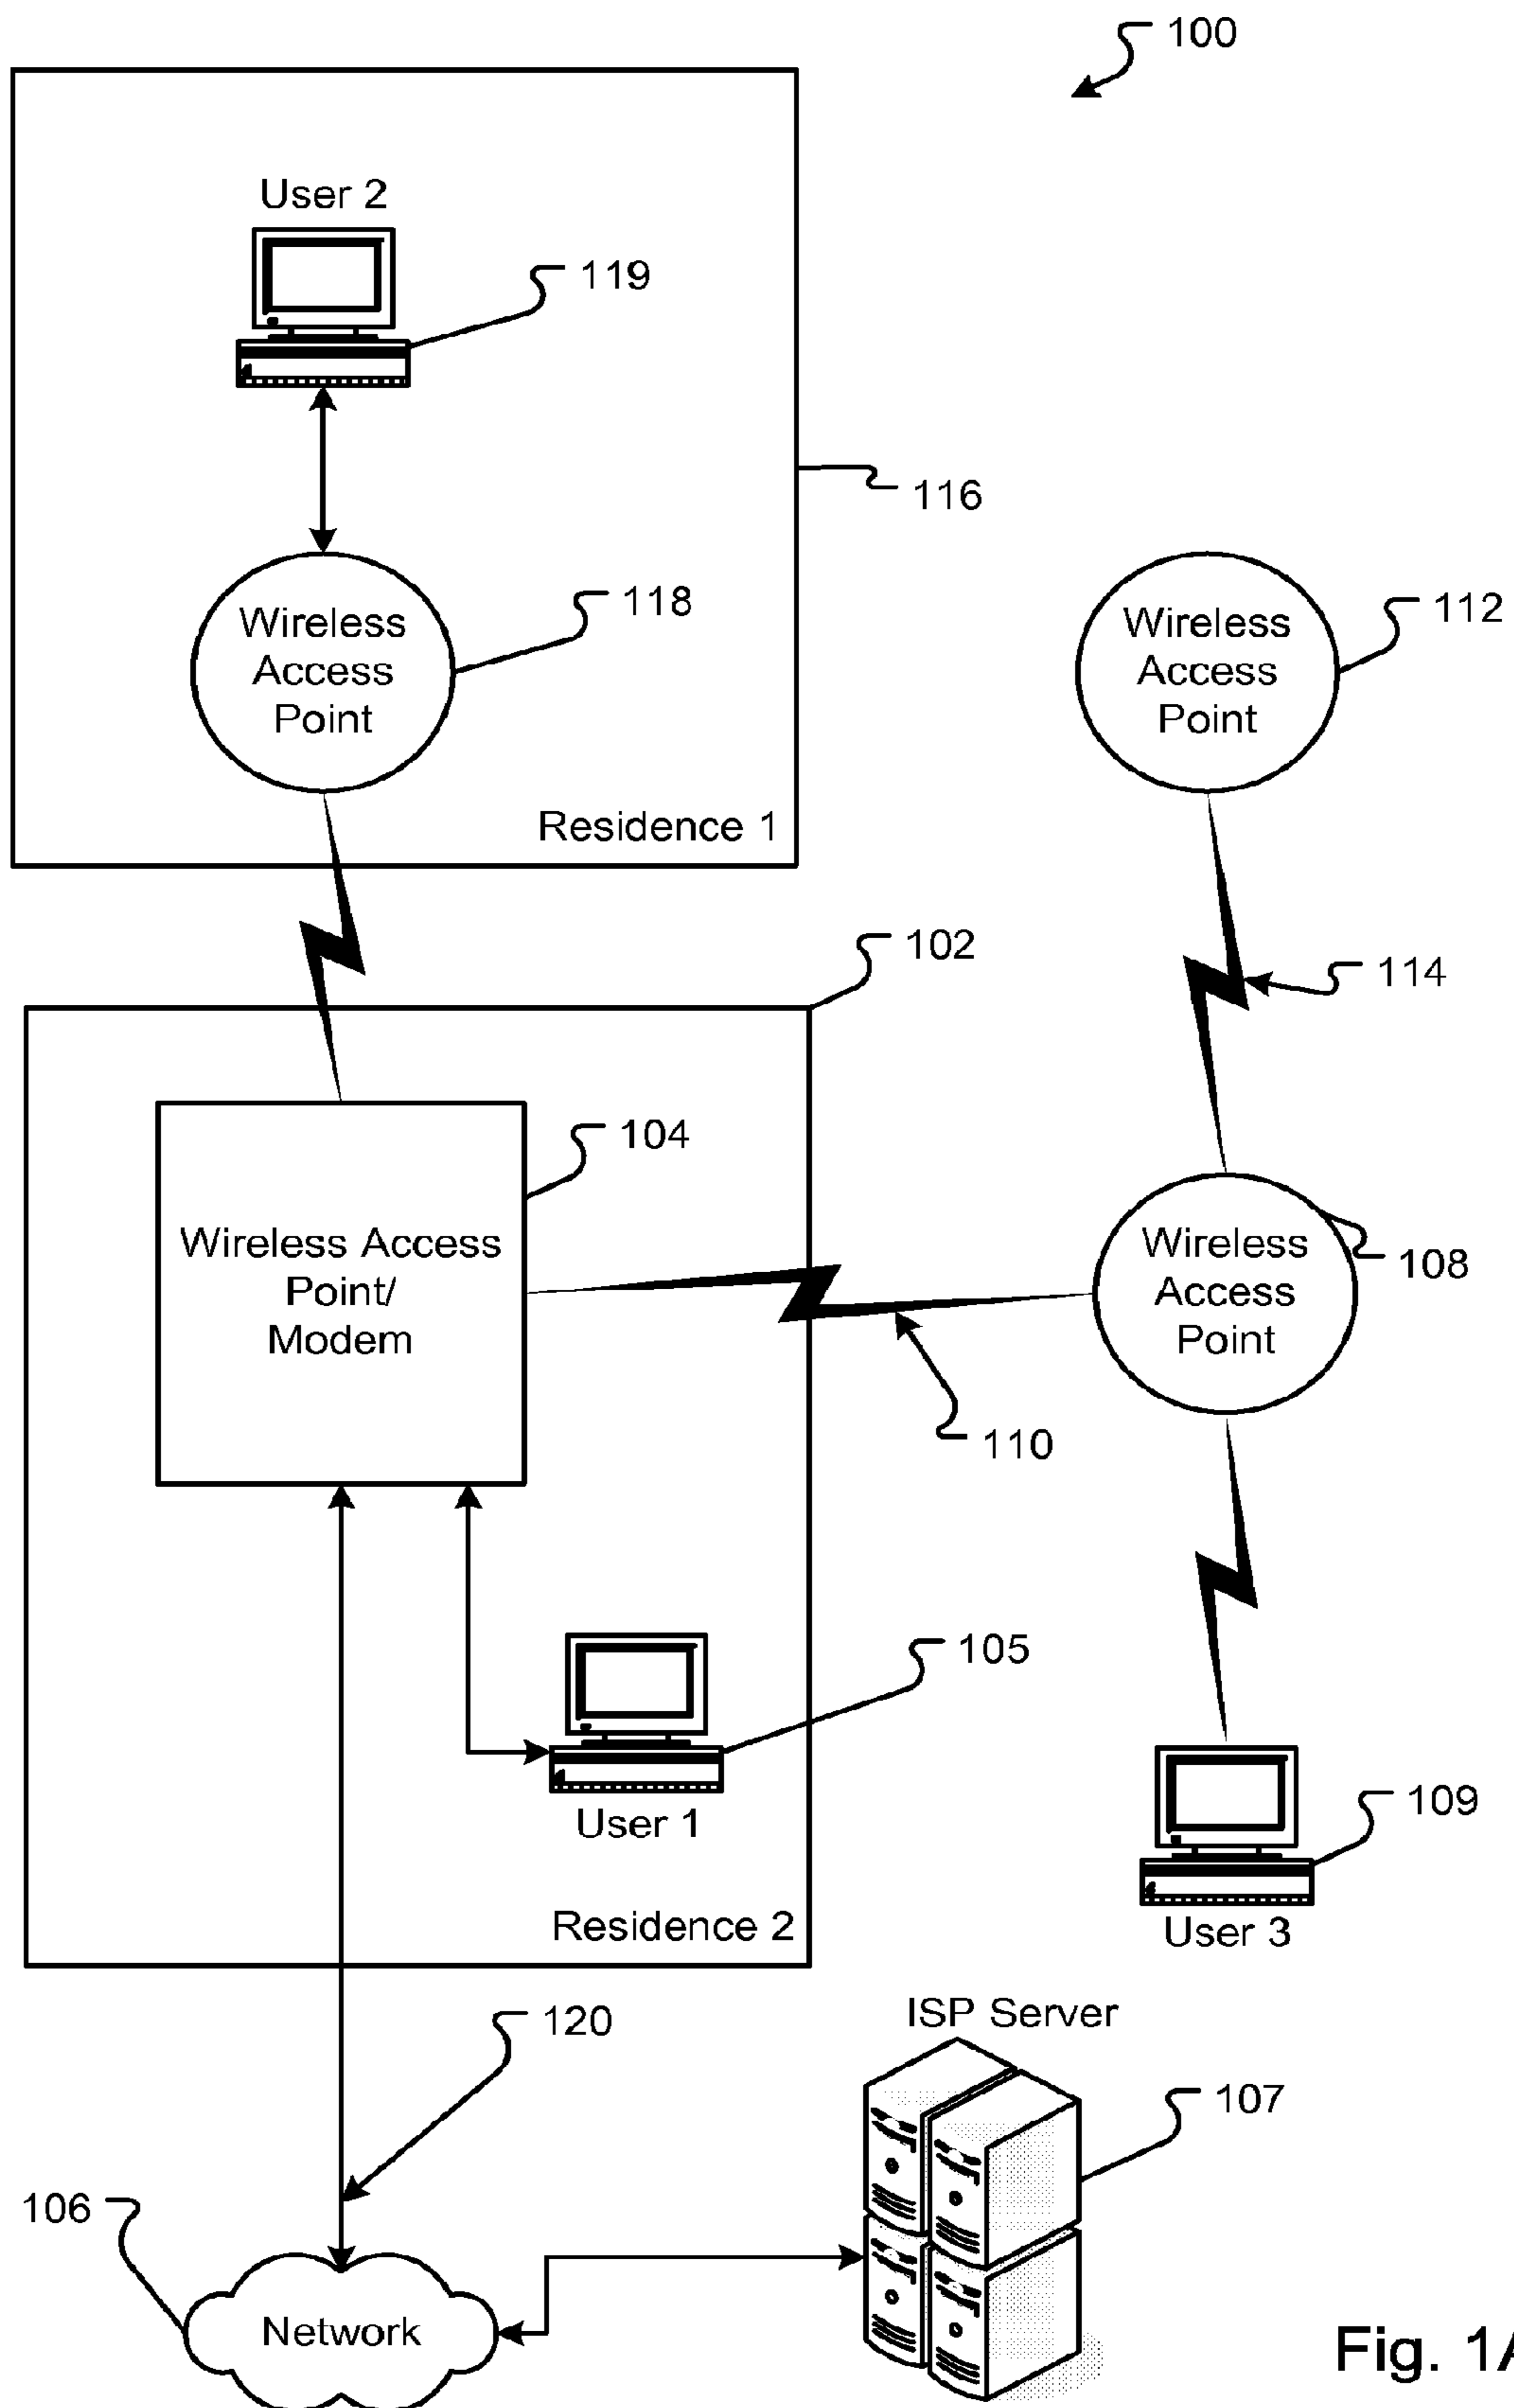 100
User 2
119
116
Wireless
Access
Point
118
Wireless
Access
Point
112
Residence 1
102
114
104
Wireless Access
Point/
Modem
Wireless
Access
Point
108
110
105
User 1
109
User 3
Residence 2
ISP Server
120
107
106
Network
Fig. 1A